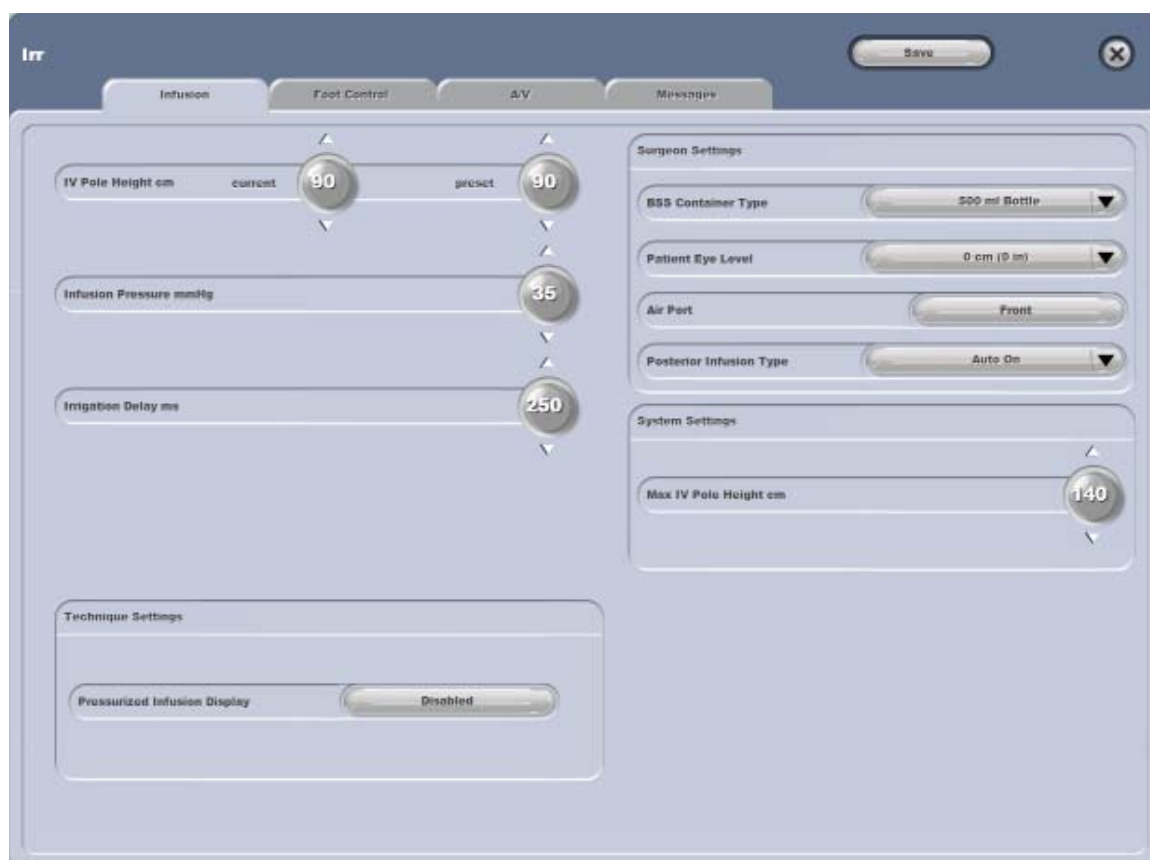 Irr
Save
Infusion
Foot Control
A/V
Messages
IV Pole Height cm current 90 preset 90
Infusion Pressure mmHg 35
Irrigation Delay ms 250
Technique Settings
Pressurized Infusion Display Disabled
Surgeon Settings
BSS Container Type 500 ml Bottle
Patient Eye Level 0 cm (0 in)
Air Port Front
Posterior Infusion Type Auto On
System Settings
Max IV Pole Height cm 140